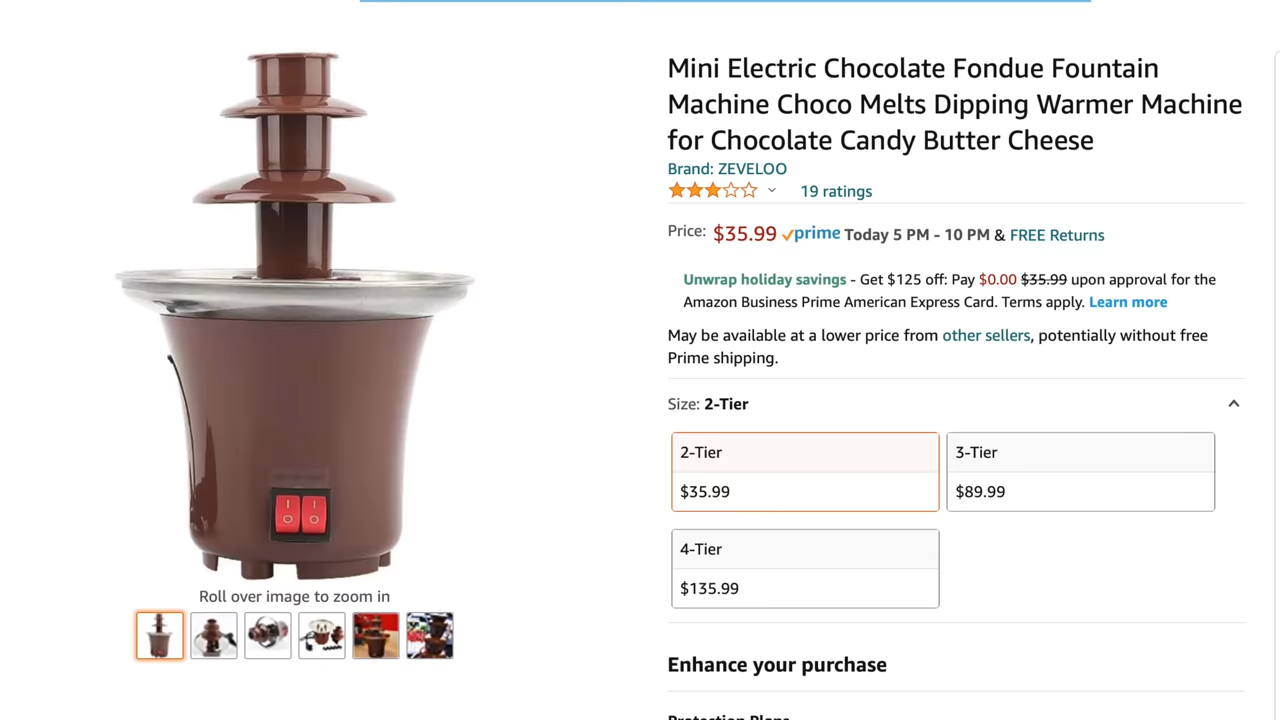 Mini Electric Chocolate Fondue Fountain
Machine Choco Melts Dipping Warmer Machine
for Chocolate Candy Butter Cheese
Brand: ZEVELOO
19 ratings
Price: $35.99 prime Today 5 PM - 10 PM & FREE Returns
Unwrap holiday savings - Get $125 off: Pay $0.00 $35.99 upon approval for the
Amazon Business Prime American Express Card. Terms apply. Learn more
May be available at a lower price from other sellers, potentially without free
Prime shipping.
Size: 2-Tier
2-Tier
$35.99
3-Tier
$89.99
4-Tier
$135.99
Roll over image to zoom in
Enhance your purchase
Protection Plans